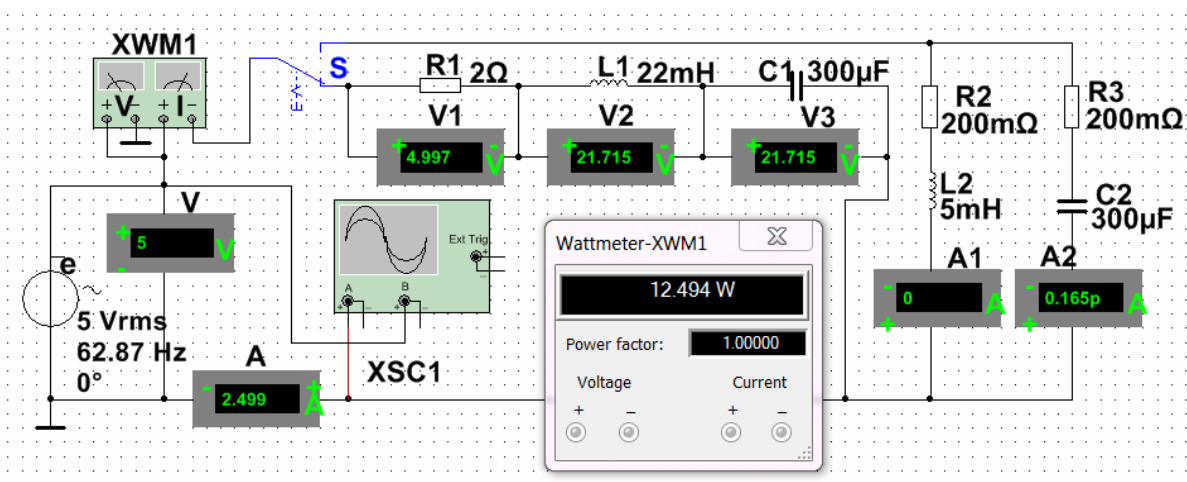 XWM1
V
I
+ - + -
S
E-A
R1 2Ω
L1 22mH
C1 300µF
V1
+ 4.997 - V
V2
+ 21.715 - V
V3
+ 21.715 - V
R2
200mΩ
R3
200mΩ
L2
5mH
C2
300µF
V
+ 5 - V
e
5 Vrms
62.87 Hz
0°
Ext Trig
+
-
A B
+ - + -
XSC1
A
- 2.499 + A
Wattmeter-XWM1
X
12.494 W
Power factor: 1.00000
Voltage Current
+ - + -
A1
- 0 + A
A2
- 0.165p + A